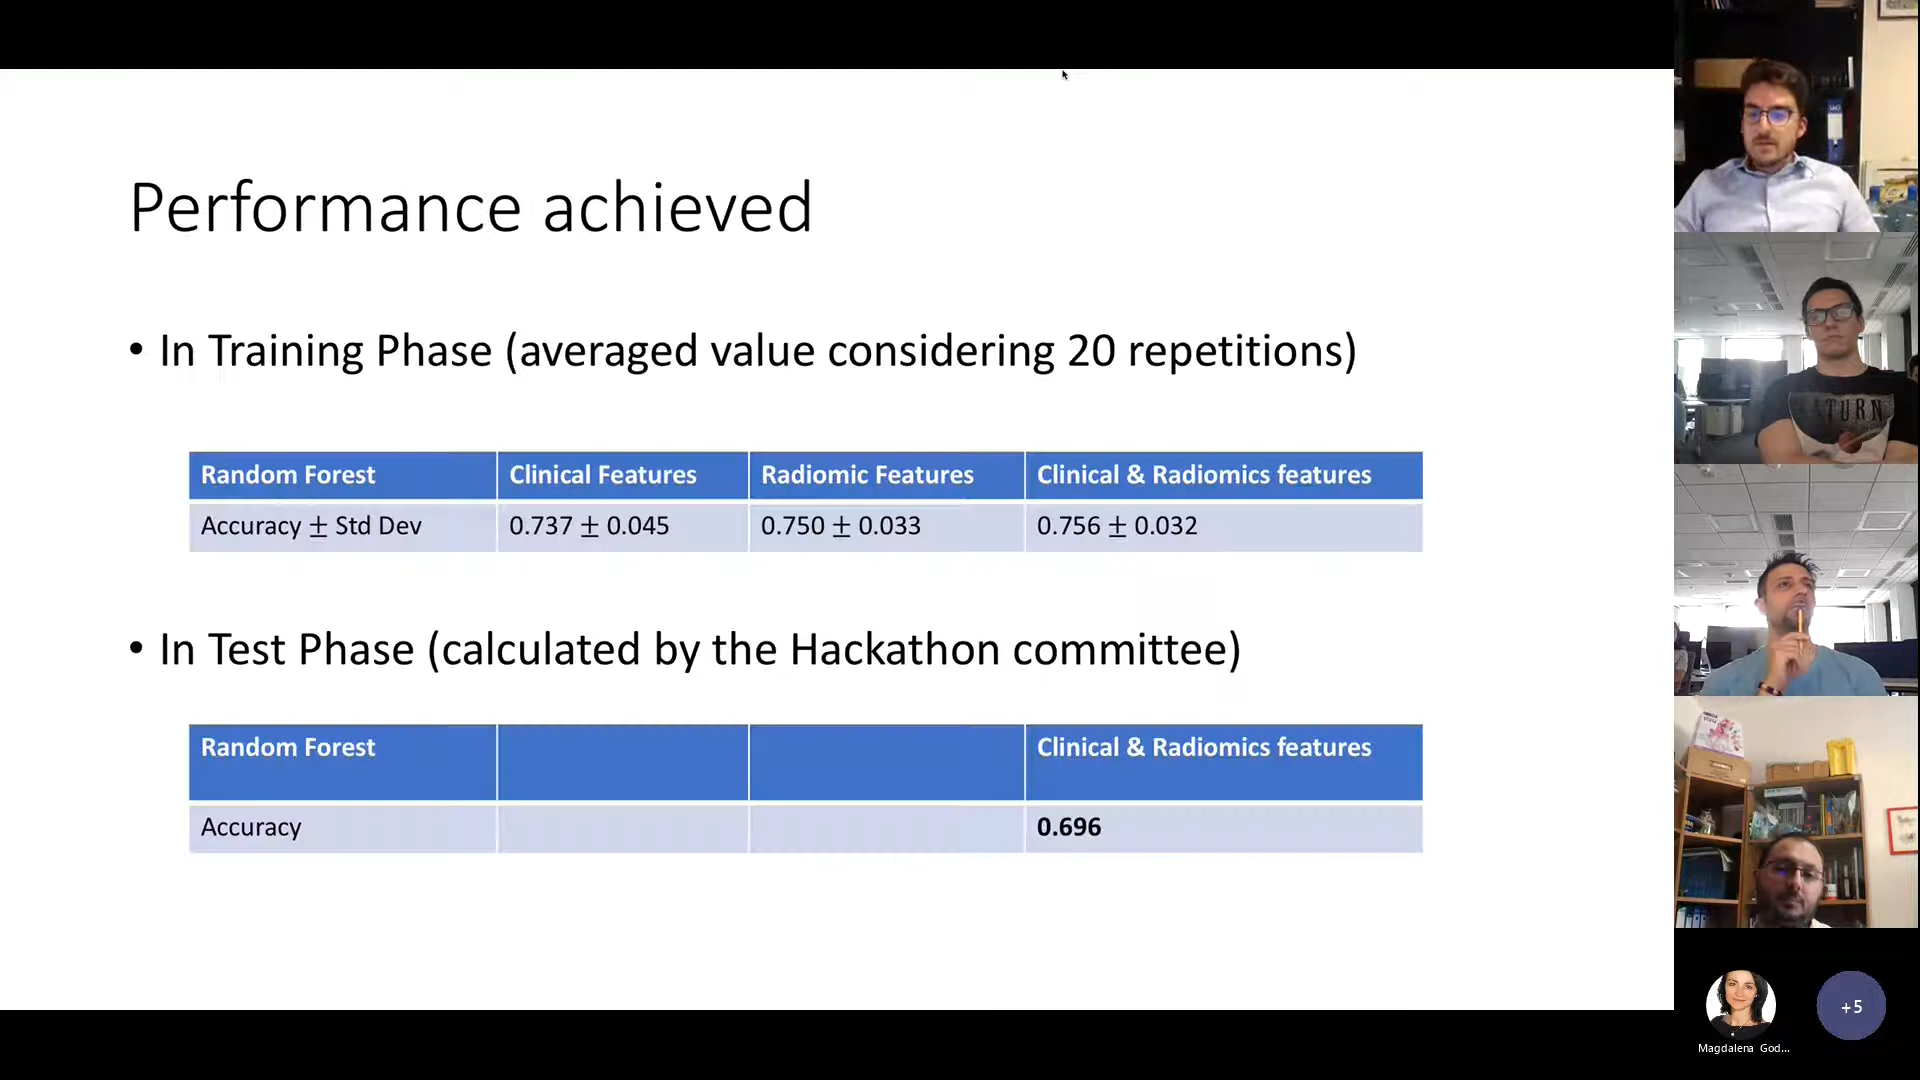 Performance achieved
• In Training Phase (averaged value considering 20 repetitions)
Random Forest Clinical Features Radiomic Features Clinical & Radiomics features
Accuracy ± Std Dev 0.737 ± 0.045 0.750 ± 0.033 0.756 ± 0.032
• In Test Phase (calculated by the Hackathon committee)
Random Forest Clinical & Radiomics features
Accuracy 0.696
TURN
+5
Magdalena God...